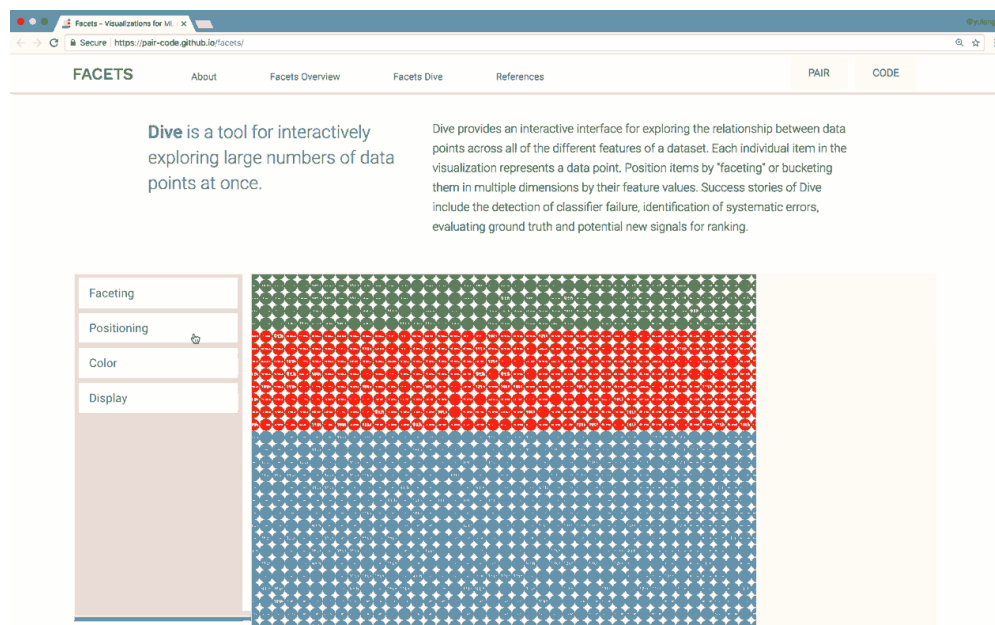 Facets - Visualizations for ML
Secure https://pair-code.github.io/facets/
FACETS About Facets Overview Facets Dive References PAIR CODE
Dive is a tool for interactively
exploring large numbers of data
points at once.
Dive provides an interactive interface for exploring the relationship between data
points across all of the different features of a dataset. Each individual item in the
visualization represents a data point. Position items by "faceting" or bucketing
them in multiple dimensions by their feature values. Success stories of Dive
include the detection of classifier failure, identification of systematic errors,
evaluating ground truth and potential new signals for ranking.
Faceting
Positioning
Color
Display